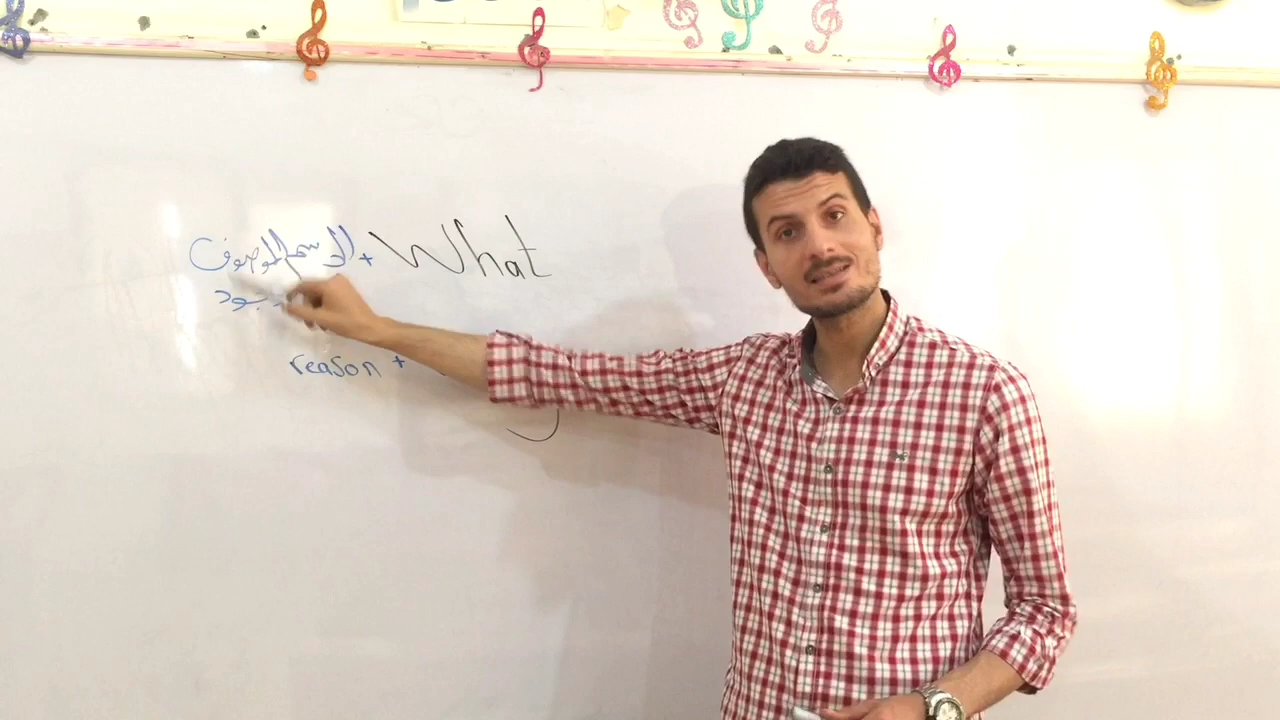 What + الاسم الموصوف
reason +